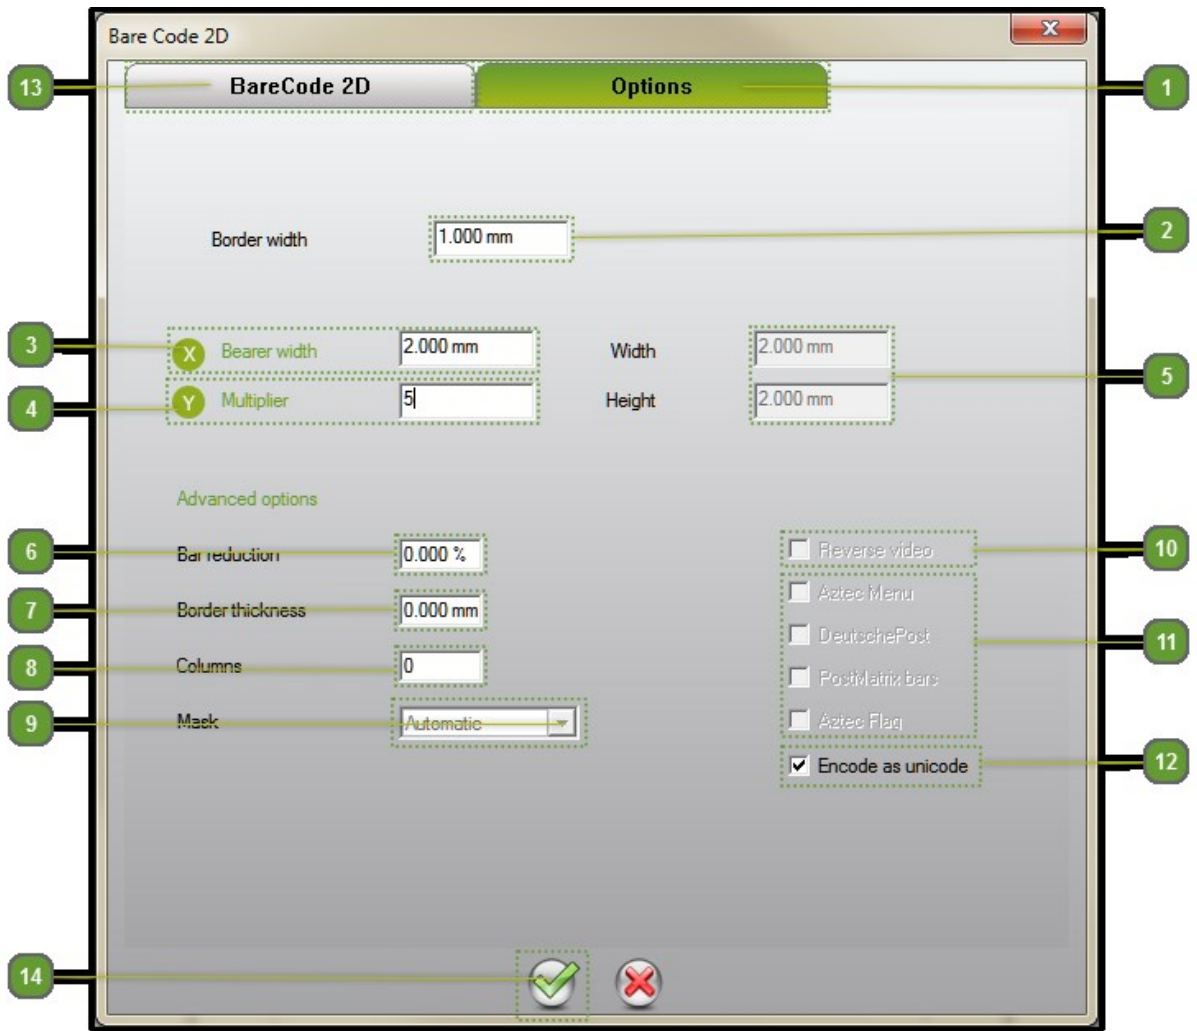 Bare Code 2D
X
13
BareCode 2D
Options
1
Border width
1.000 mm
2
3
X
Bearer width
2.000 mm
Width
2.000 mm
4
Y
Multiplier
5
Height
2.000 mm
5
Advanced options
6
Bar reduction
0.000 %
Reverse video
10
7
Border thickness
0.000 mm
Aztec Menu
DeutschePost
11
8
Columns
0
PostMatrix bars
9
Mask
Automatic
Aztec Flag
Encode as unicode
12
14